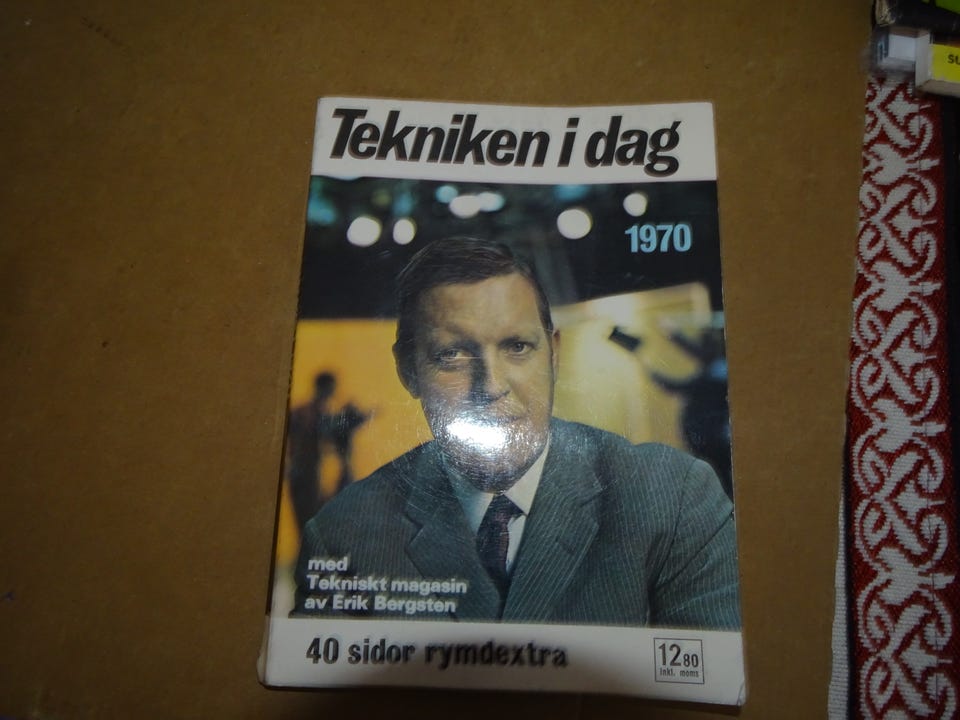 Tekniken i dag
1970
med
Tekniskt magasin
av Erik Bergsten
40 sidor rymdextra
12 80
inkl. moms